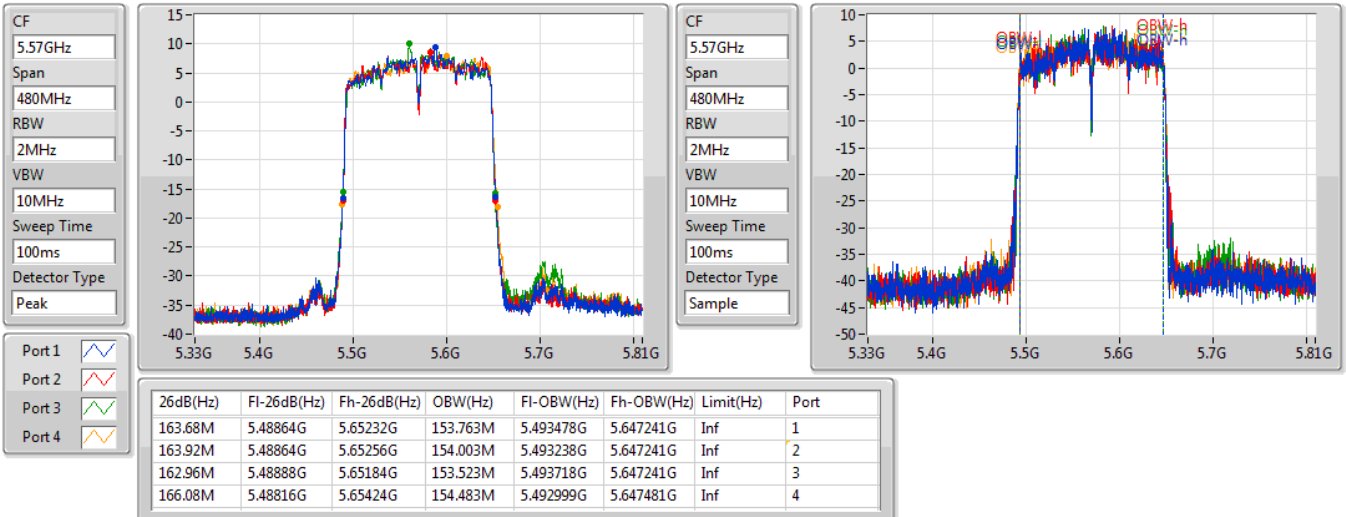 CF
5.57GHz
Span
480MHz
RBW
2MHz
VBW
10MHz
Sweep Time
100ms
Detector Type
Peak
15
10
5
0
-5
-10
-15
-20
-25
-30
-35
-40
5.33G 5.4G 5.5G 5.6G 5.7G 5.81G
CF
5.57GHz
Span
480MHz
RBW
2MHz
VBW
10MHz
Sweep Time
100ms
Detector Type
Sample
10
5
0
-5
-10
-15
-20
-25
-30
-35
-40
-45
-50
OBW-h
OBW-h
5.33G 5.4G 5.5G 5.6G 5.7G 5.81G
Port 1
Port 2
Port 3
Port 4
26dB(Hz) Fl-26dB(Hz) Fh-26dB(Hz) OBW(Hz) Fl-OBW(Hz) Fh-OBW(Hz) Limit(Hz) Port
163.68M 5.48864G 5.65232G 153.763M 5.493478G 5.647241G Inf 1
163.92M 5.48864G 5.65256G 154.003M 5.493238G 5.647241G Inf 2
162.96M 5.48888G 5.65184G 153.523M 5.493718G 5.647241G Inf 3
166.08M 5.48816G 5.65424G 154.483M 5.492999G 5.647481G Inf 4